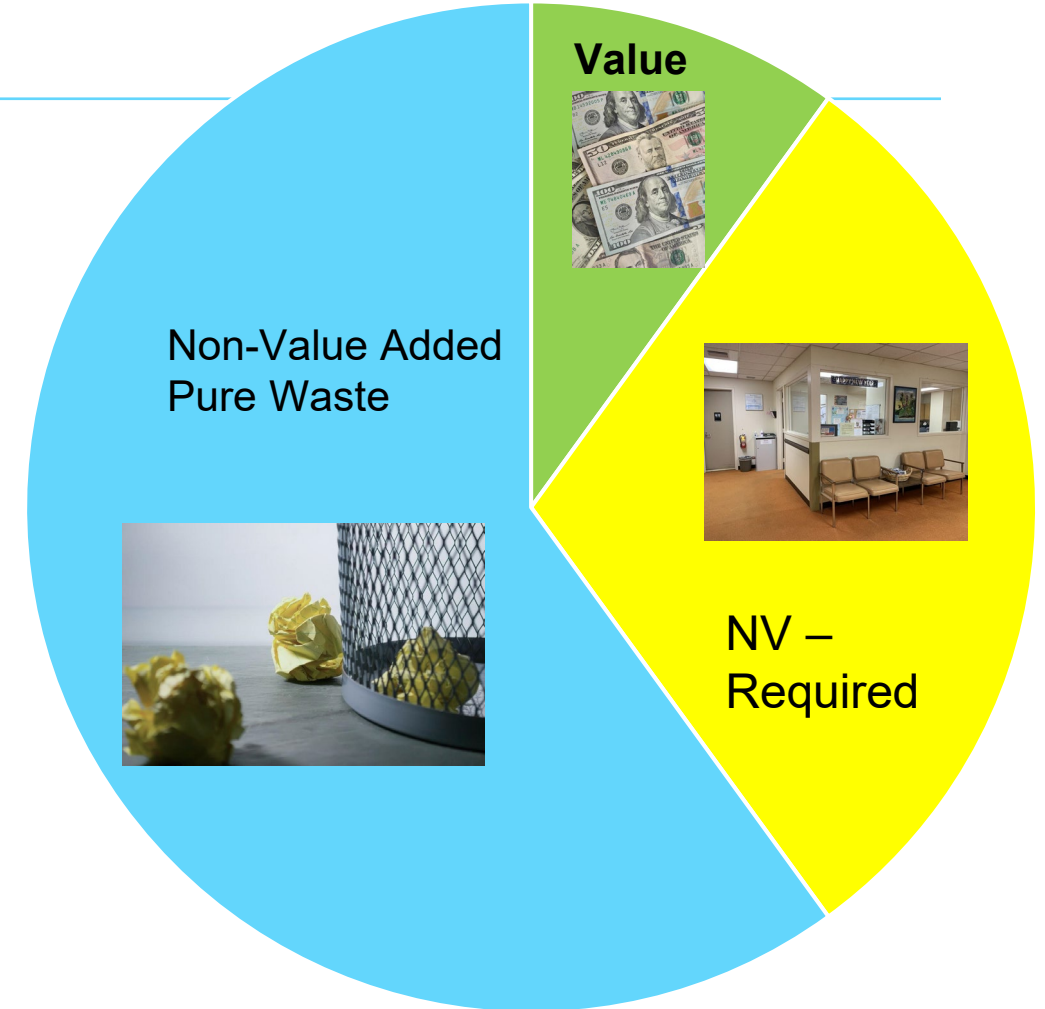 Value
Non-Value Added
Pure Waste
NV –
Required